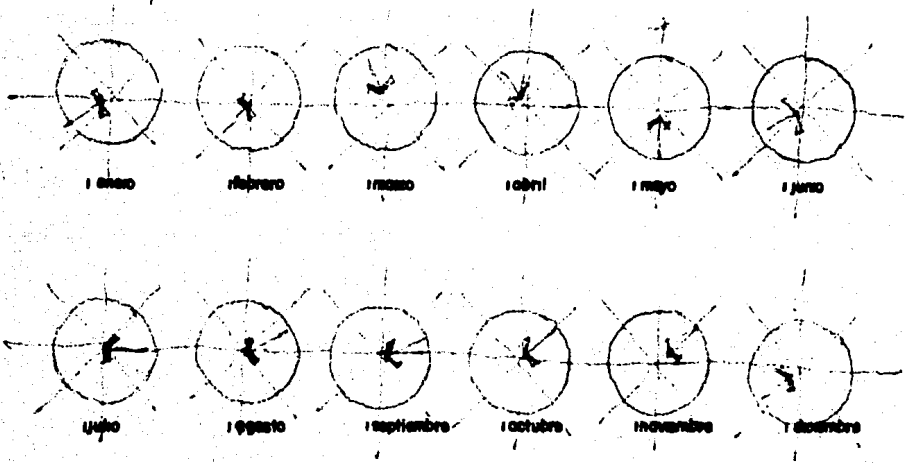 1 enero 1 febrero 1 marzo 1 abril 1 mayo 1 junio
1 julio 1 agosto 1 septiembre 1 octubre 1 noviembre 1 diciembre